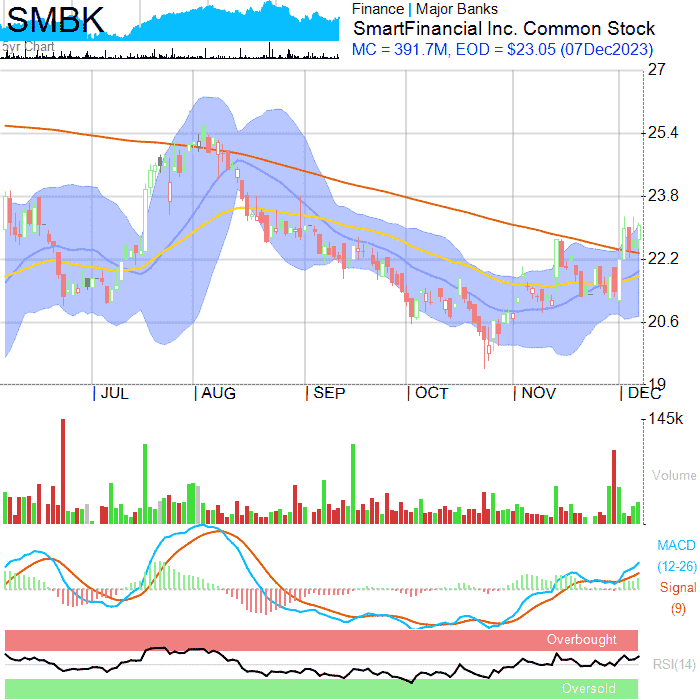 SMBK
5yr Chart
Finance | Major Banks
SmartFinancial Inc. Common Stock
MC = 391.7M, EOD = $23.05 (07Dec2023)
27
25.4
23.8
22.2
20.6
19
JUL AUG SEP OCT NOV DEC
145k
Volume
MACD
(12-26)
Signal
(9)
Overbought
RSI(14)
Oversold